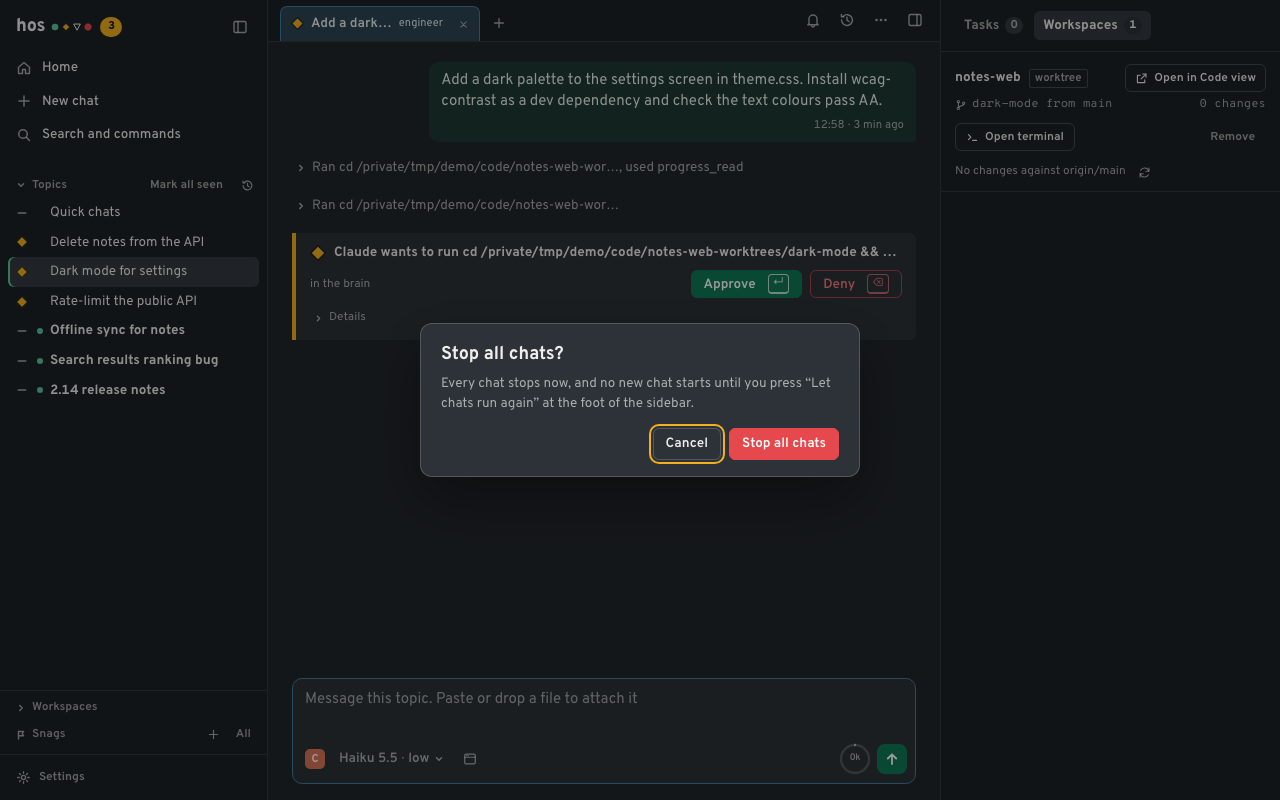 hos 3
Home
New chat
Search and commands
Topics Mark all seen
Quick chats
Delete notes from the API
Dark mode for settings
Rate-limit the public API
Offline sync for notes
Search results ranking bug
2.14 release notes
Workspaces
Snags All
Settings
Add a dark… engineer
Add a dark palette to the settings screen in theme.css. Install wcag-
contrast as a dev dependency and check the text colours pass AA.
12:58 · 3 min ago
Ran cd /private/tmp/demo/code/notes-web-wor…, used progress_read
Ran cd /private/tmp/demo/code/notes-web-wor…
Claude wants to run cd /private/tmp/demo/code/notes-web-worktrees/dark-mode && …
in the brain Approve Deny
Details
Stop all chats?
Every chat stops now, and no new chat starts until you press “Let
chats run again” at the foot of the sidebar.
Cancel Stop all chats
Message this topic. Paste or drop a file to attach it
C Haiku 5.5 · low 0k
Tasks 0 Workspaces 1
notes-web worktree Open in Code view
dark-mode from main 0 changes
Open terminal Remove
No changes against origin/main